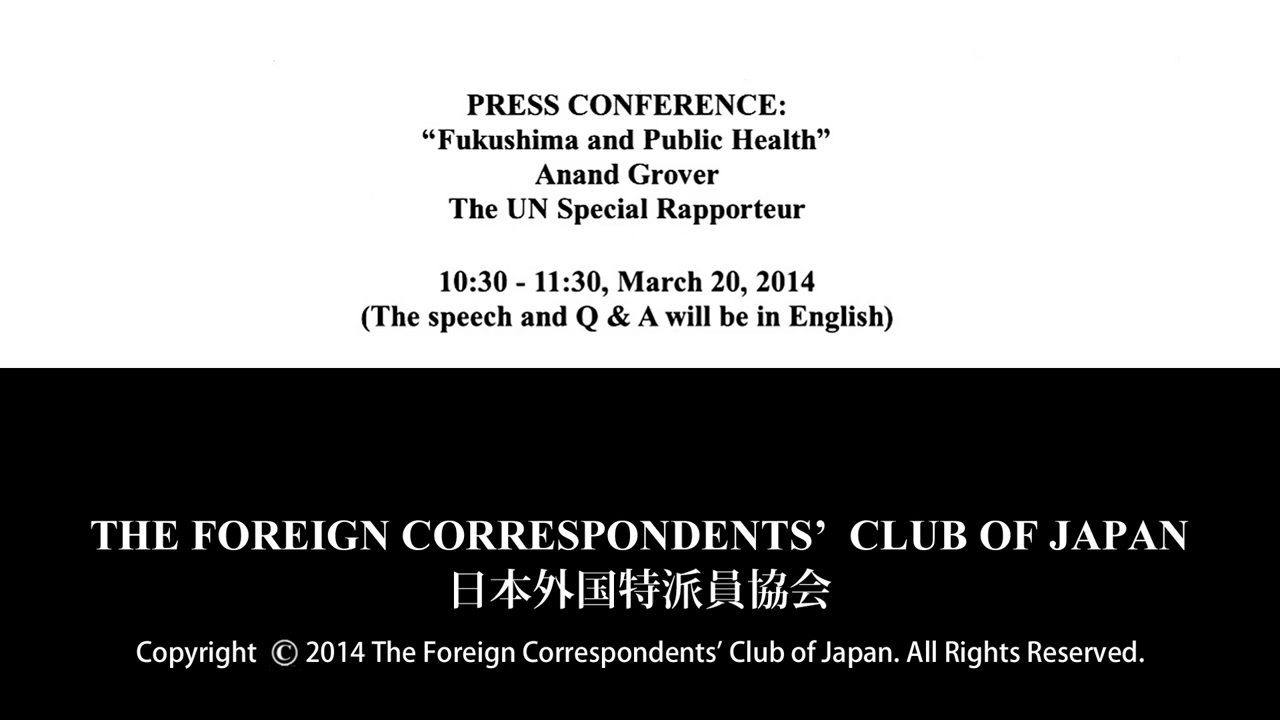 PRESS CONFERENCE:
“Fukushima and Public Health”
Anand Grover
The UN Special Rapporteur
10:30 - 11:30, March 20, 2014
(The speech and Q & A will be in English)
THE FOREIGN CORRESPONDENTS’ CLUB OF JAPAN
日本外国特派員協会
Copyright © 2014 The Foreign Correspondents’ Club of Japan. All Rights Reserved.